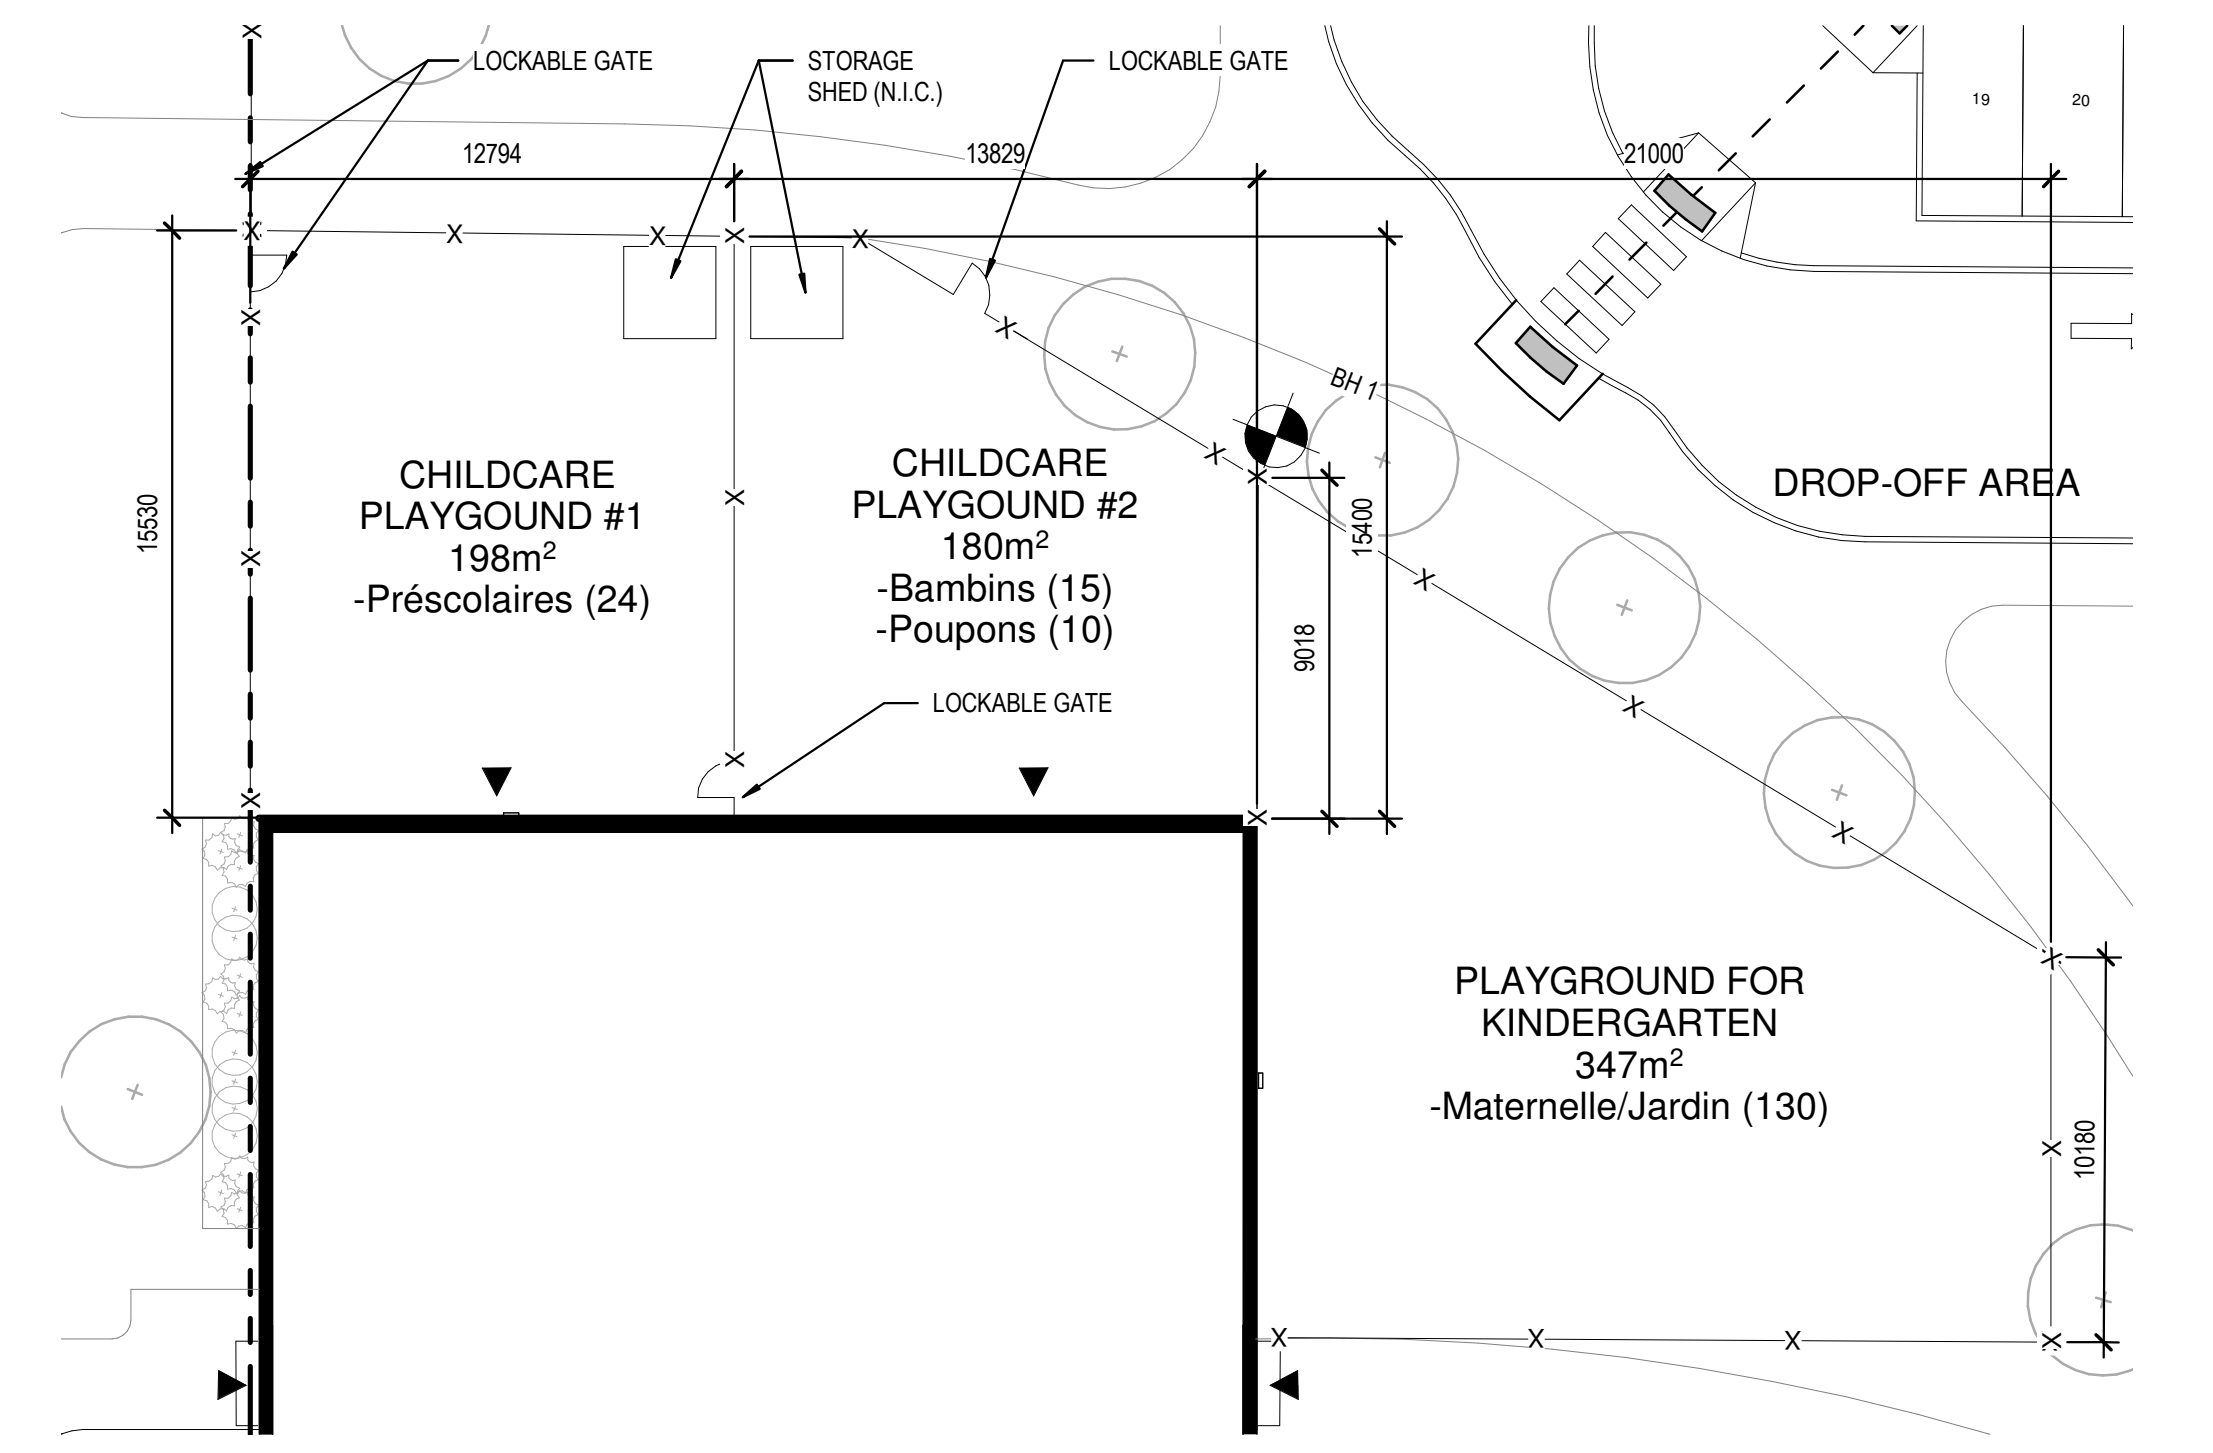 LOCKABLE GATE
STORAGE
SHED (N.I.C.)
LOCKABLE GATE
19
20
12794
13829
21000
BH 1
CHILDCARE
PLAYGOUND #1
198m²
-Préscolaires (24)
CHILDCARE
PLAYGOUND #2
180m²
-Bambins (15)
-Poupons (10)
DROP-OFF AREA
15530
15400
9018
LOCKABLE GATE
PLAYGROUND FOR
KINDERGARTEN
347m²
-Maternelle/Jardin (130)
10180